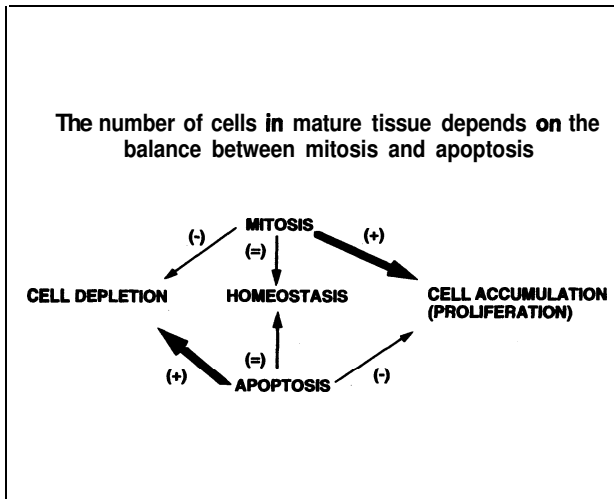 The number of cells in mature tissue depends on the
balance between mitosis and apoptosis
MITOSIS
(-)
(=)
(+)
CELL DEPLETION
HOMEOSTASIS
CELL ACCUMULATION
(PROLIFERATION)
(+)
(=)
(-)
APOPTOSIS